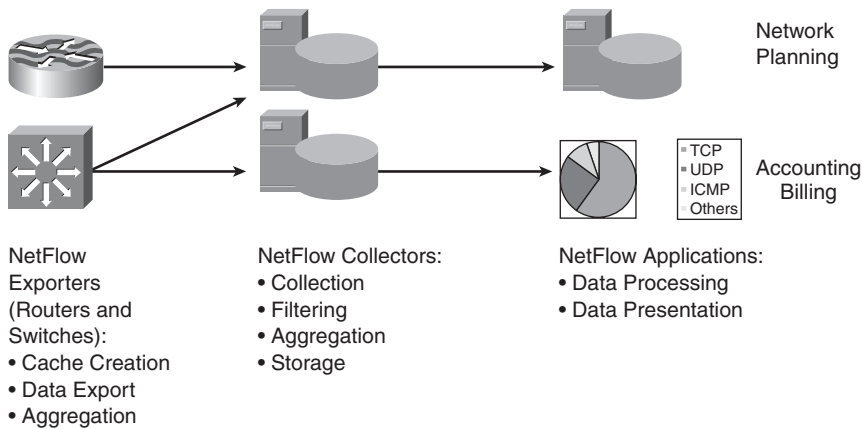 Network
Planning
TCP
UDP
ICMP
Others
Accounting
Billing
NetFlow
Exporters
(Routers and
Switches):
• Cache Creation
• Data Export
• Aggregation
NetFlow Collectors:
• Collection
• Filtering
• Aggregation
• Storage
NetFlow Applications:
• Data Processing
• Data Presentation